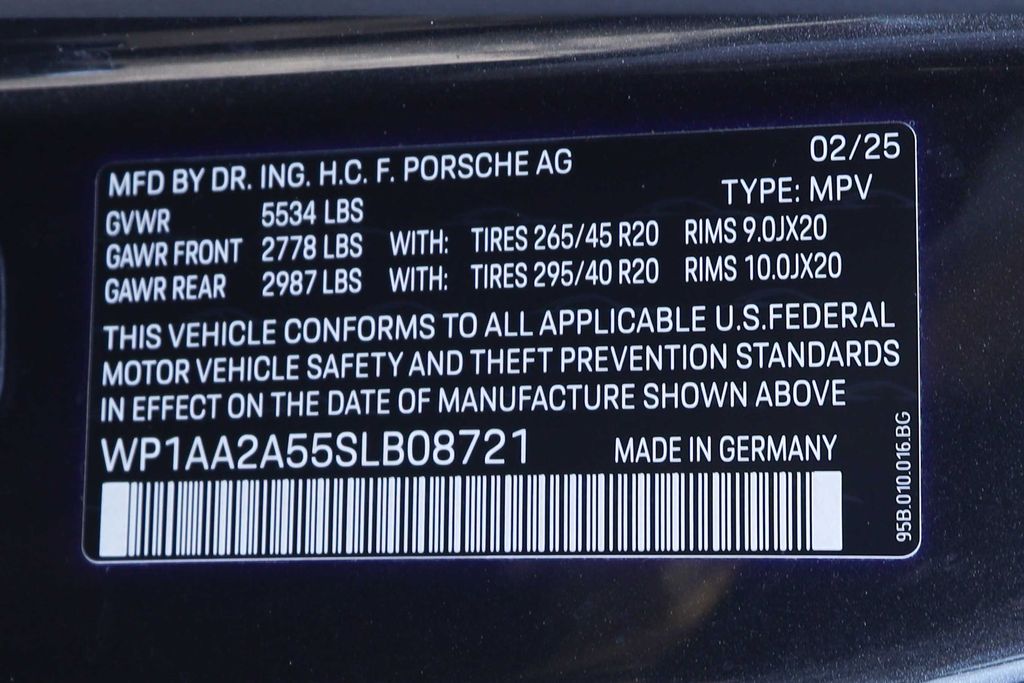 MFD BY DR. ING. H.C. F. PORSCHE AG 02/25
TYPE: MPV
GVWR 5534 LBS
GAWR FRONT 2778 LBS WITH: TIRES 265/45 R20 RIMS 9.0JX20
GAWR REAR 2987 LBS WITH: TIRES 295/40 R20 RIMS 10.0JX20
THIS VEHICLE CONFORMS TO ALL APPLICABLE U.S.FEDERAL
MOTOR VEHICLE SAFETY AND THEFT PREVENTION STANDARDS
IN EFFECT ON THE DATE OF MANUFACTURE SHOWN ABOVE
WP1AA2A55SLB08721 MADE IN GERMANY
95B.010.016.BG